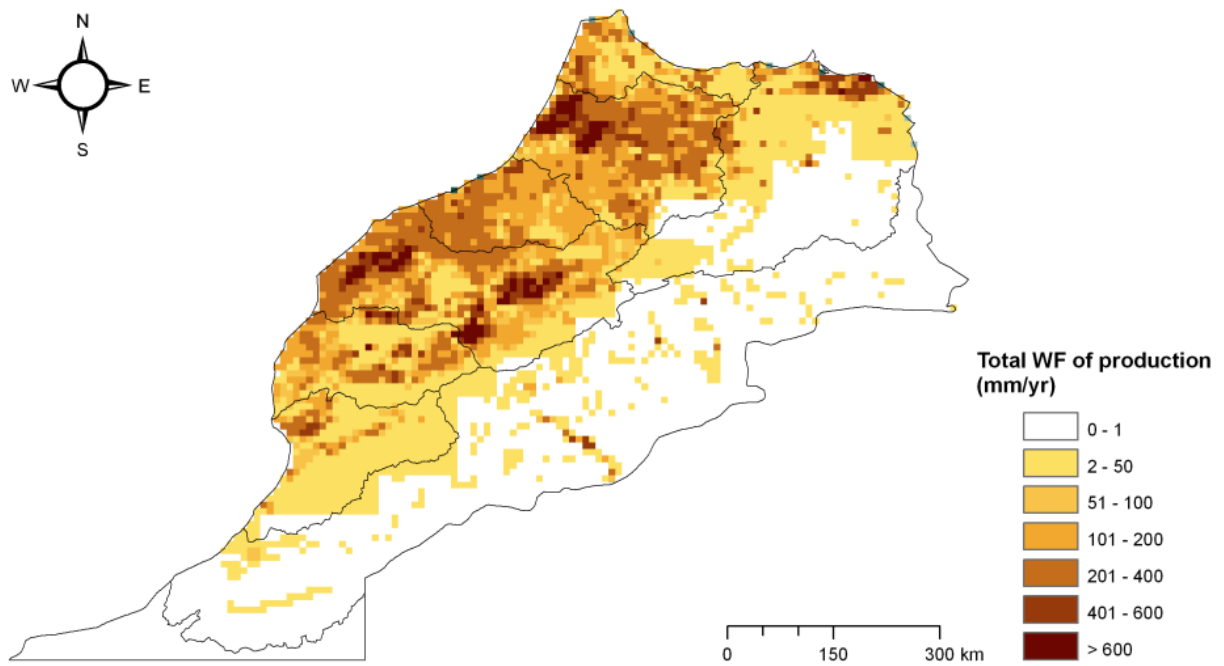 N
W E
S
Total WF of production
(mm/yr)
0 - 1
2 - 50
51 - 100
101 - 200
201 - 400
401 - 600
> 600
0 150 300 km